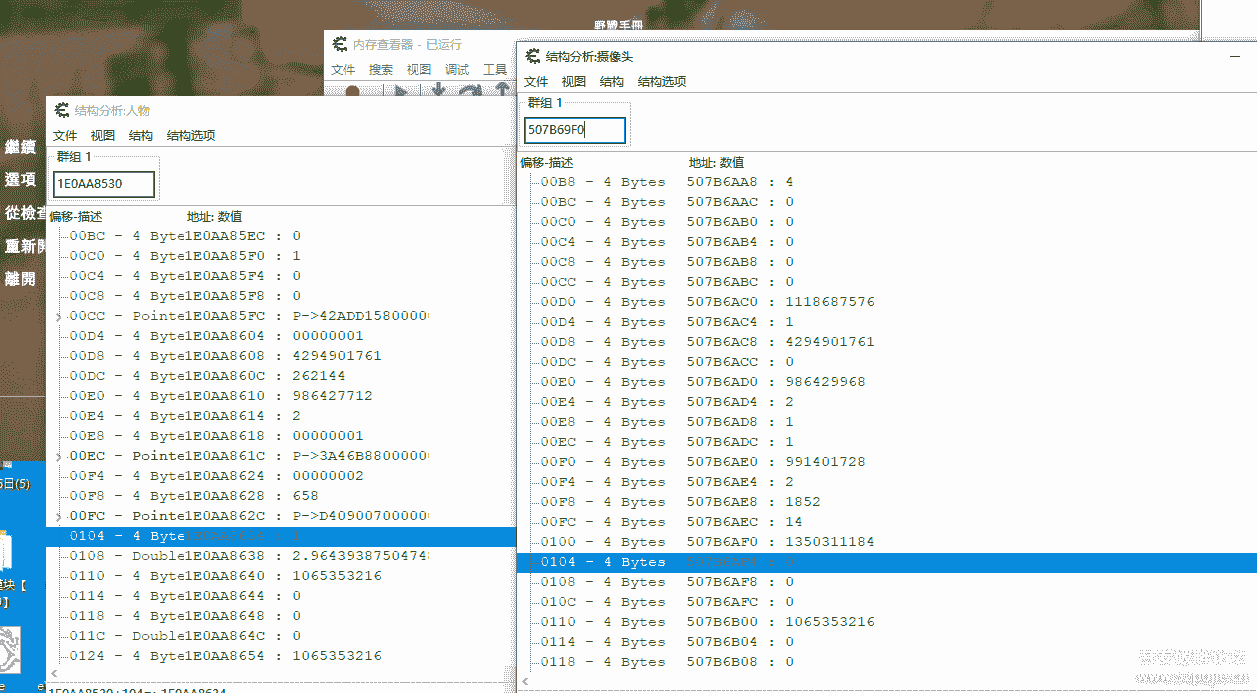 野蠻手冊
内存查看器 - 已运行
文件 搜索 视图 调试 工具
繼續
選項
從檢查
重新開
離開
结构分析:人物
文件 视图 结构 结构选项
群组 1
1E0AA8530
偏移-描述 地址: 数值
00BC - 4 Byte1E0AA85EC : 0
00C0 - 4 Byte1E0AA85F0 : 1
00C4 - 4 Byte1E0AA85F4 : 0
00C8 - 4 Byte1E0AA85F8 : 0
00CC - Pointe1E0AA85FC : P->42ADD1580000
00D4 - 4 Byte1E0AA8604 : 00000001
00D8 - 4 Byte1E0AA8608 : 4294901761
00DC - 4 Byte1E0AA860C : 262144
00E0 - 4 Byte1E0AA8610 : 986427712
00E4 - 4 Byte1E0AA8614 : 2
00E8 - 4 Byte1E0AA8618 : 00000001
00EC - Pointe1E0AA861C : P->3A46B8800000
00F4 - 4 Byte1E0AA8624 : 00000002
00F8 - 4 Byte1E0AA8628 : 658
00FC - Pointe1E0AA862C : P->D40900700000
0104 - 4 Byte
0108 - Double1E0AA8638 : 2.9643938750474
0110 - 4 Byte1E0AA8640 : 1065353216
0114 - 4 Byte1E0AA8644 : 0
0118 - 4 Byte1E0AA8648 : 0
011C - Double1E0AA864C : 0
0124 - 4 Byte1E0AA8654 : 1065353216
结构分析:摄像头
文件 视图 结构 结构选项
群组 1
507B69F0
偏移-描述 地址: 数值
00B8 - 4 Bytes 507B6AA8 : 4
00BC - 4 Bytes 507B6AAC : 0
00C0 - 4 Bytes 507B6AB0 : 0
00C4 - 4 Bytes 507B6AB4 : 0
00C8 - 4 Bytes 507B6AB8 : 0
00CC - 4 Bytes 507B6ABC : 0
00D0 - 4 Bytes 507B6AC0 : 1118687576
00D4 - 4 Bytes 507B6AC4 : 1
00D8 - 4 Bytes 507B6AC8 : 4294901761
00DC - 4 Bytes 507B6ACC : 0
00E0 - 4 Bytes 507B6AD0 : 986429968
00E4 - 4 Bytes 507B6AD4 : 2
00E8 - 4 Bytes 507B6AD8 : 1
00EC - 4 Bytes 507B6ADC : 1
00F0 - 4 Bytes 507B6AE0 : 991401728
00F4 - 4 Bytes 507B6AE4 : 2
00F8 - 4 Bytes 507B6AE8 : 1852
00FC - 4 Bytes 507B6AEC : 14
0100 - 4 Bytes 507B6AF0 : 1350311184
0104 - 4 Bytes
0108 - 4 Bytes 507B6AF8 : 0
010C - 4 Bytes 507B6AFC : 0
0110 - 4 Bytes 507B6B00 : 1065353216
0114 - 4 Bytes 507B6B04 : 0
0118 - 4 Bytes 507B6B08 : 0